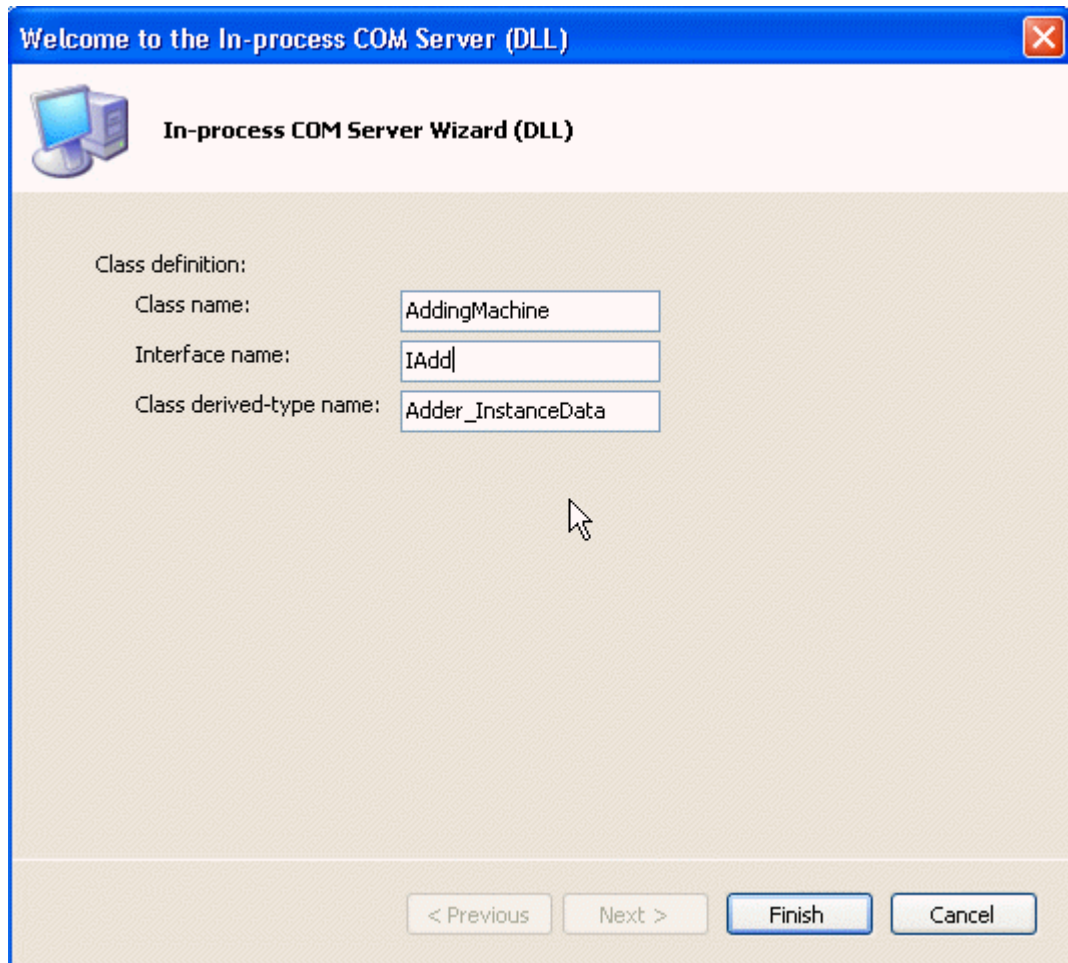 Welcome to the In-process COM Server (DLL)
In-process COM Server Wizard (DLL)
Class definition:
Class name: AddingMachine
Interface name: IAdd
Class derived-type name: Adder_InstanceData
< Previous Next > Finish Cancel